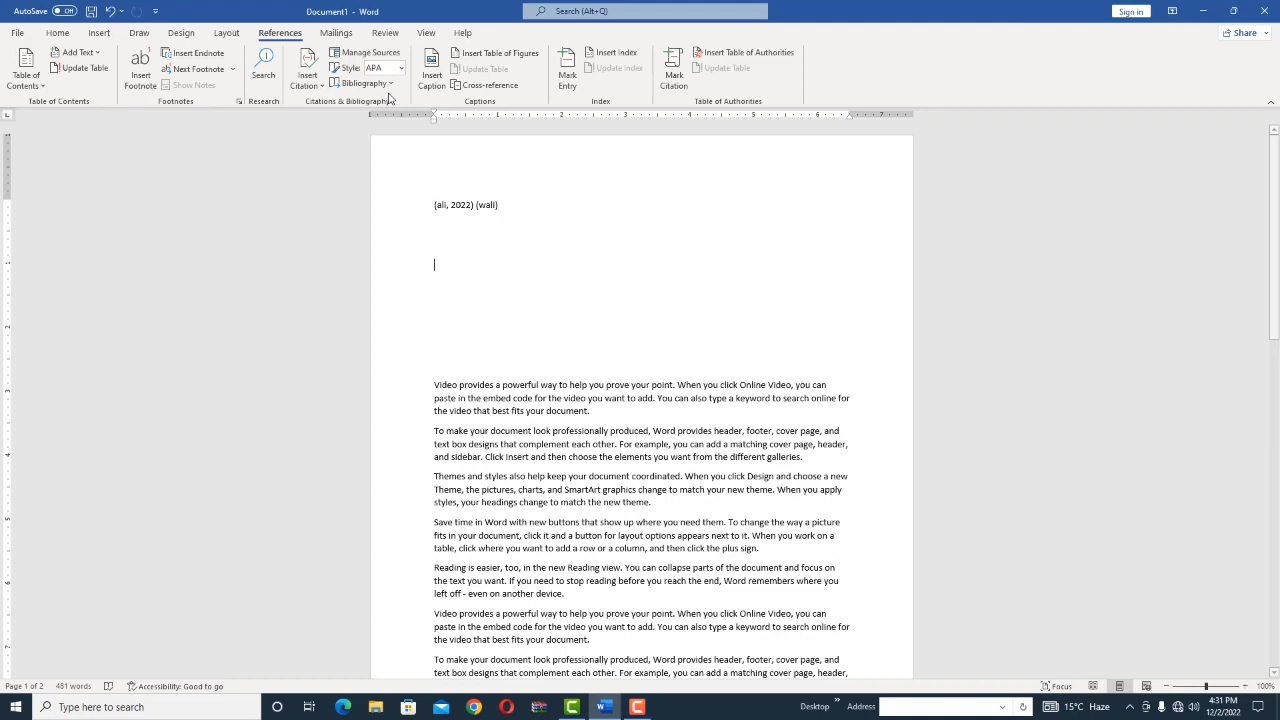 AutoSave Off Document1 - Word Search (Alt+Q) Sign in
File Home Insert Draw Design Layout References Mailings Review View Help Share
Table of Contents
Add Text
Update Table
Table of Contents
Insert Footnote
Insert Endnote
Next Footnote
Show Notes
Footnotes
Search
Research
Insert Citation
Manage Sources
Style: APA
Bibliography
Citations & Bibliography
Insert Caption
Insert Table of Figures
Update Table
Cross-reference
Captions
Mark Entry
Insert Index
Update Index
Index
Mark Citation
Insert Table of Authorities
Update Table
Table of Authorities
1 1 2 3 4 5 6 7
(ali, 2022) (wali)
Video provides a powerful way to help you prove your point. When you click Online Video, you can
paste in the embed code for the video you want to add. You can also type a keyword to search online for
the video that best fits your document.
To make your document look professionally produced, Word provides header, footer, cover page, and
text box designs that complement each other. For example, you can add a matching cover page, header,
and sidebar. Click Insert and then choose the elements you want from the different galleries.
Themes and styles also help keep your document coordinated. When you click Design and choose a new
Theme, the pictures, charts, and SmartArt graphics change to match your new theme. When you apply
styles, your headings change to match the new theme.
Save time in Word with new buttons that show up where you need them. To change the way a picture
fits in your document, click it and a button for layout options appears next to it. When you work on a
table, click where you want to add a row or a column, and then click the plus sign.
Reading is easier, too, in the new Reading view. You can collapse parts of the document and focus on
the text you want. If you need to stop reading before you reach the end, Word remembers where you
left off - even on another device.
Video provides a powerful way to help you prove your point. When you click Online Video, you can
paste in the embed code for the video you want to add. You can also type a keyword to search online for
the video that best fits your document.
To make your document look professionally produced, Word provides header, footer, cover page, and
text box designs that complement each other. For example, you can add a matching cover page, header,
Page 1 of 2 481 words Accessibility: Good to go Focus 100%
Type here to search Desktop » Address 15°C Haze 4:31 PM
12/2/2022